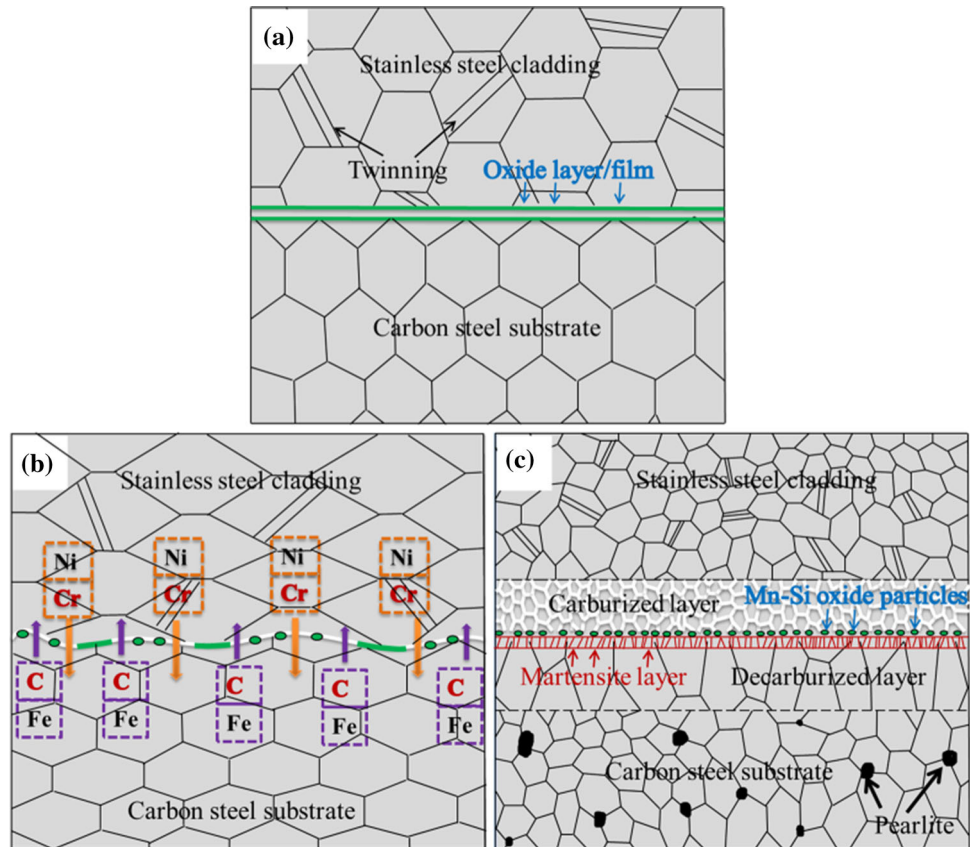 (a)
Stainless steel cladding
Twinning
Oxide layer/film
Carbon steel substrate
(b)
Stainless steel cladding
Ni Ni Ni Ni
Cr Cr Cr Cr
C C C C C
Fe Fe Fe Fe Fe
Carbon steel substrate
(c)
Stainless steel cladding
Carburized layer
Mn-Si oxide particles
Martensite layer
Decarburized layer
Carbon steel substrate
Pearlite